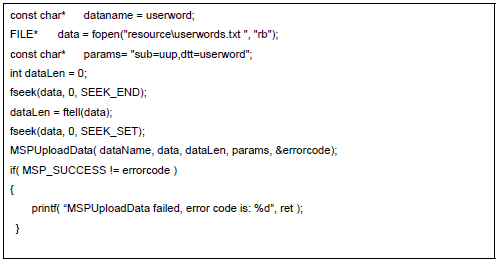 const char* dataname = userword;
FILE* data = fopen("resource\userwords.txt ", "rb");
const char* params= "sub=uup,dtt=userword";
int dataLen = 0;
fseek(data, 0, SEEK_END);
dataLen = ftell(data);
fseek(data, 0, SEEK_SET);
MSPUploadData( dataName, data, dataLen, params, &errorcode);
if( MSP_SUCCESS != errorcode )
{
printf( “MSPUploadData failed, error code is: %d”, ret );
}